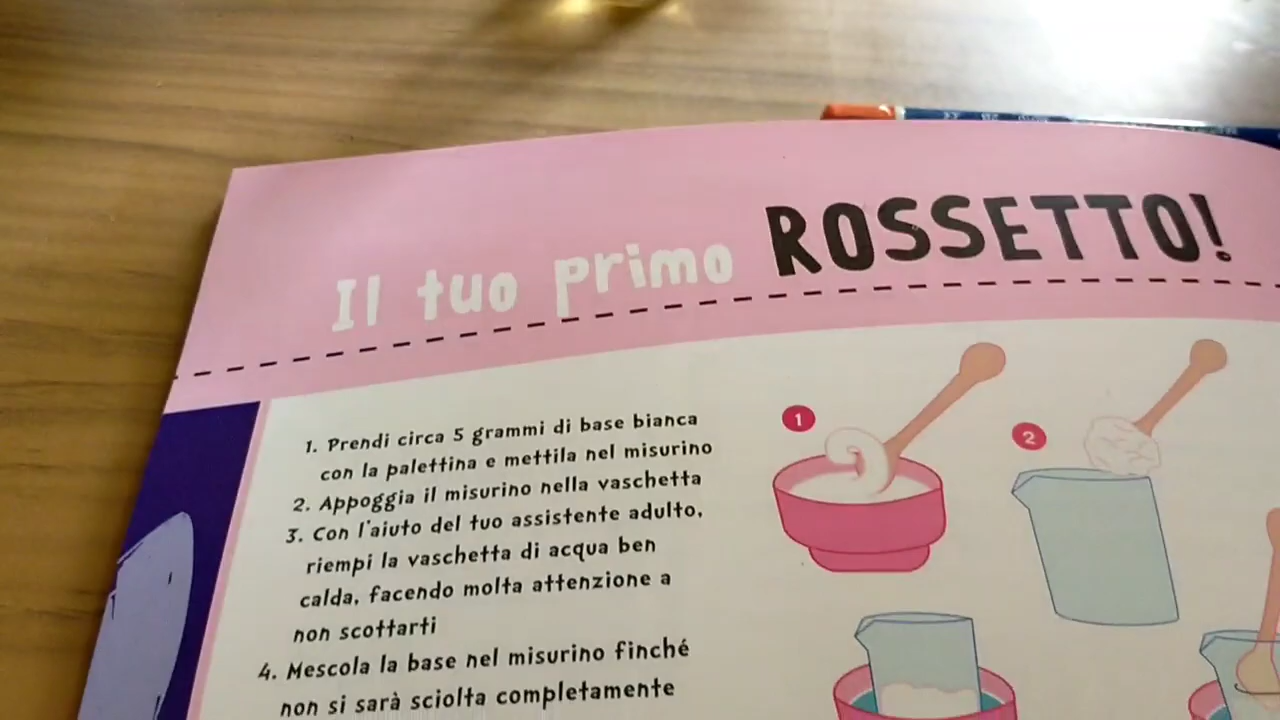 Il tuo primo ROSSETTO!
1. Prendi circa 5 grammi di base bianca
con la palettina e mettila nel misurino
2. Appoggia il misurino nella vaschetta
3. Con l'aiuto del tuo assistente adulto,
riempi la vaschetta di acqua ben
calda, facendo molta attenzione a
non scottarti
4. Mescola la base nel misurino finché
non si sarà sciolta completamente
1
2